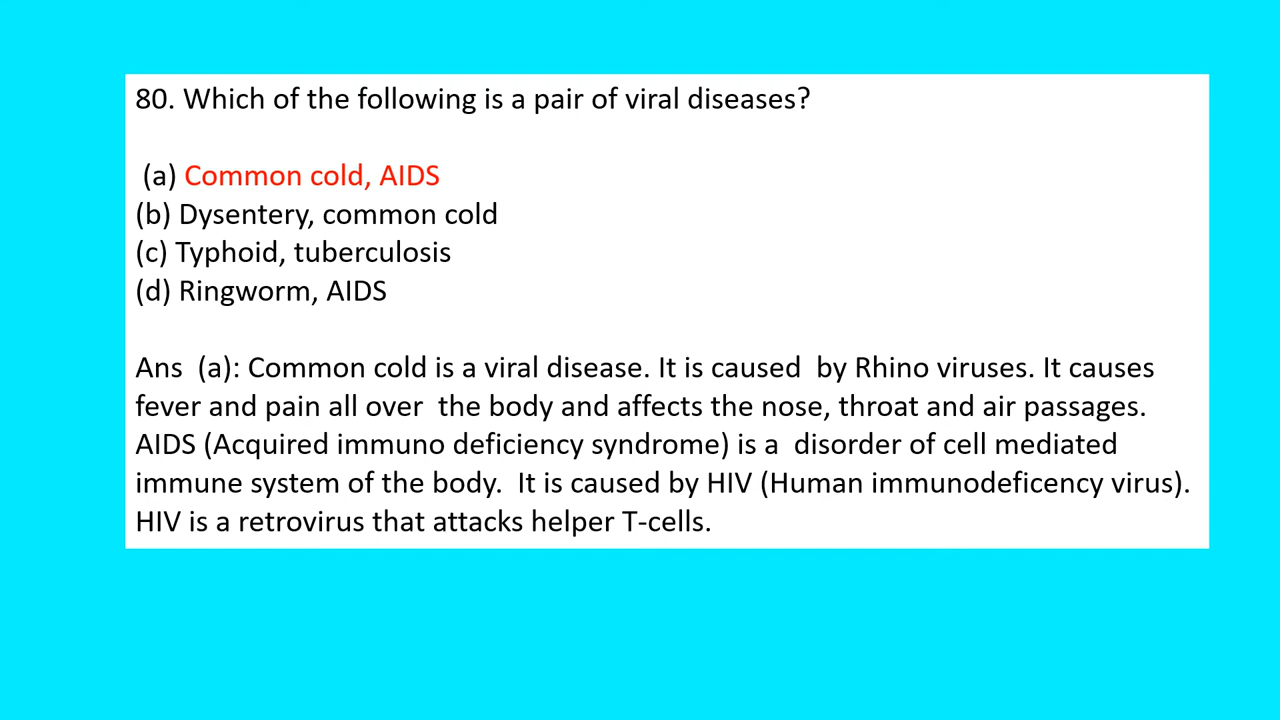 80. Which of the following is a pair of viral diseases?
(a) Common cold, AIDS
(b) Dysentery, common cold
(c) Typhoid, tuberculosis
(d) Ringworm, AIDS
Ans (a): Common cold is a viral disease. It is caused by Rhino viruses. It causes
fever and pain all over the body and affects the nose, throat and air passages.
AIDS (Acquired immuno deficiency syndrome) is a disorder of cell mediated
immune system of the body. It is caused by HIV (Human immunodeficency virus).
HIV is a retrovirus that attacks helper T-cells.